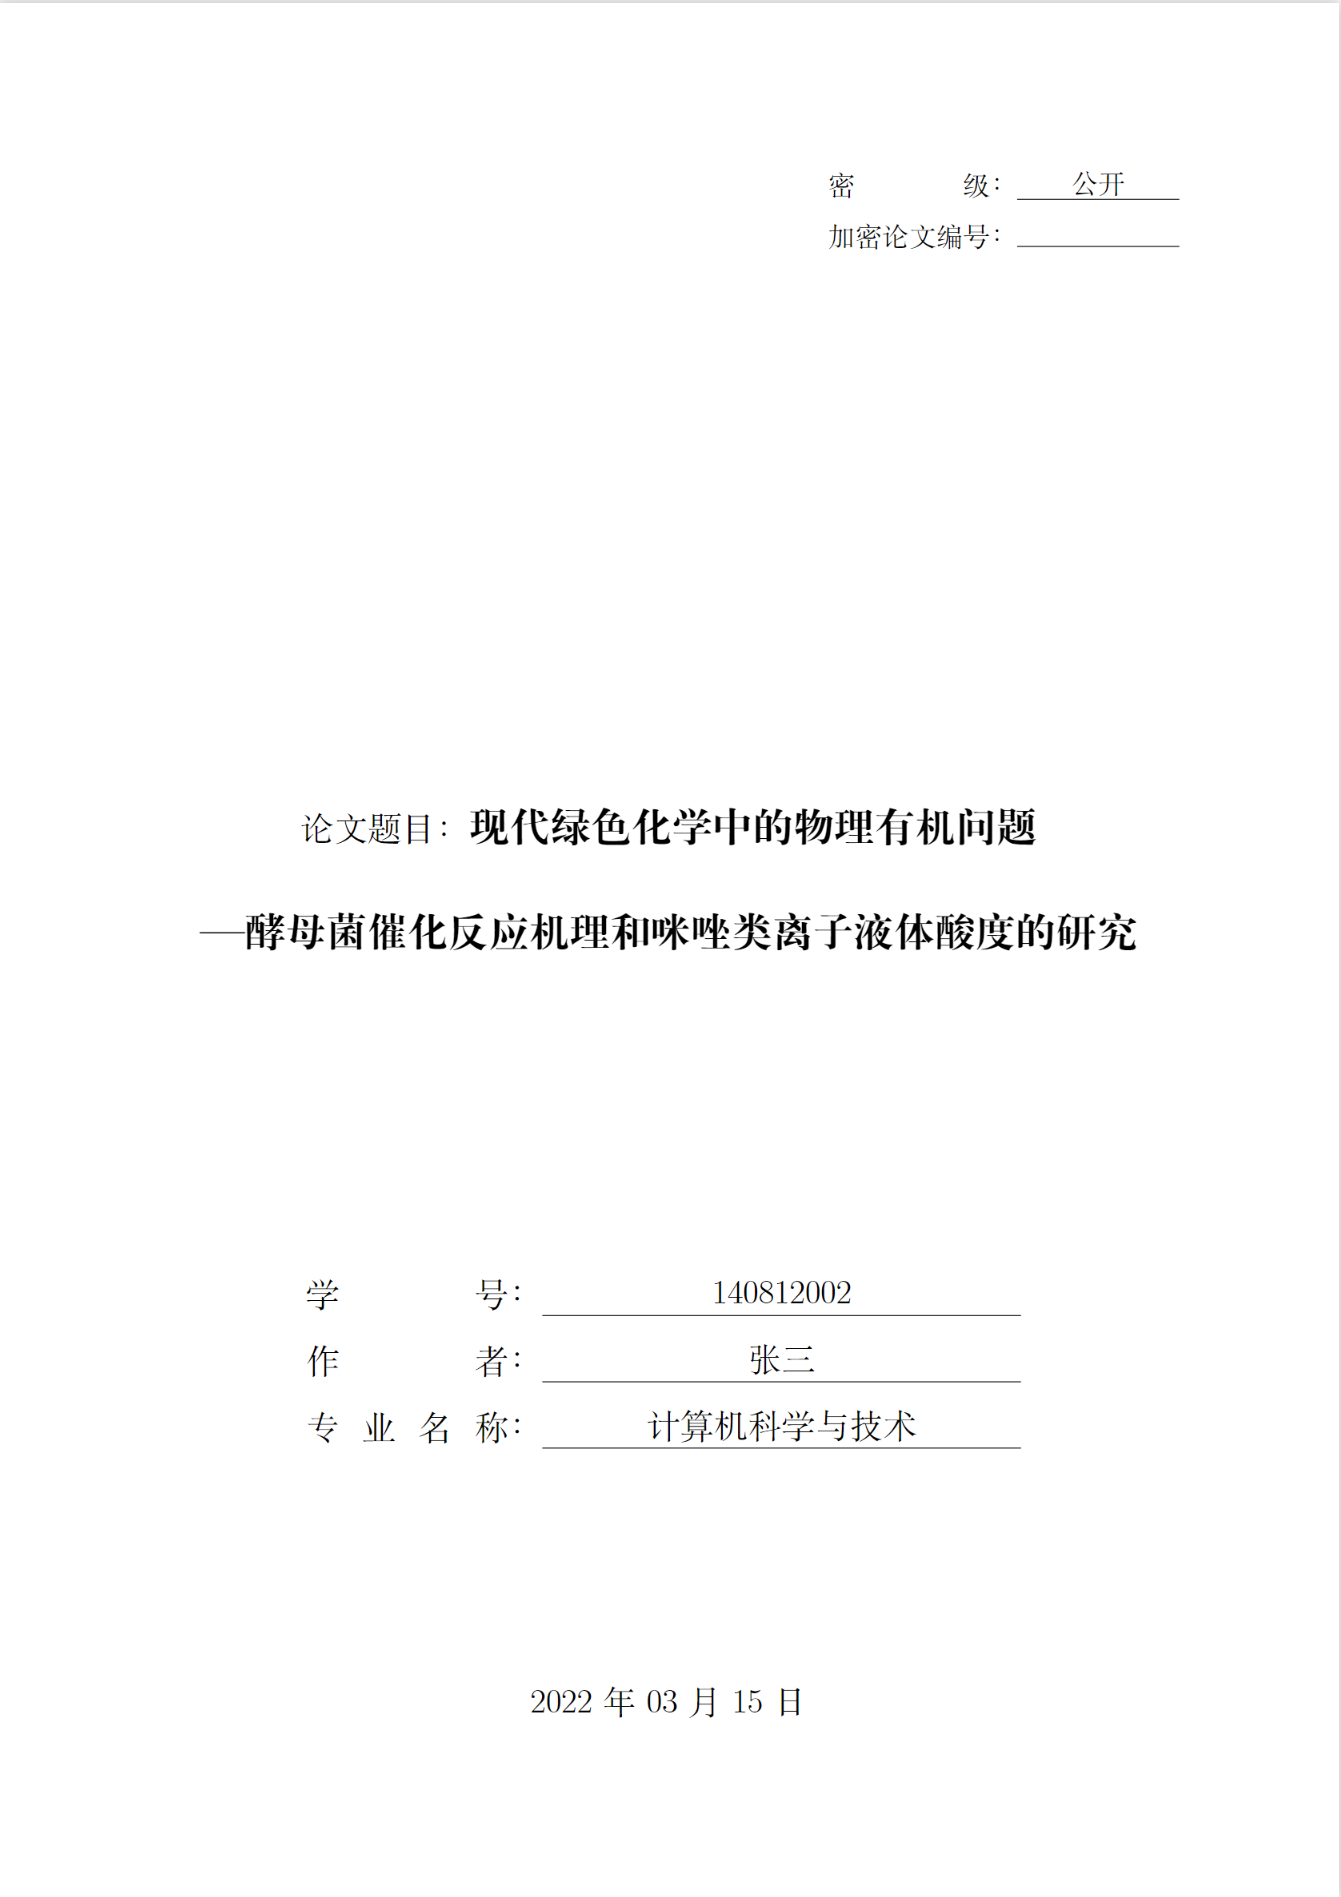 密级：公开
加密论文编号：
论文题目：现代绿色化学中的物理有机问题
—酵母菌催化反应机理和咪唑类离子液体酸度的研究
学号：140812002
作者：张三
专业名称：计算机科学与技术
2022 年 03 月 15 日